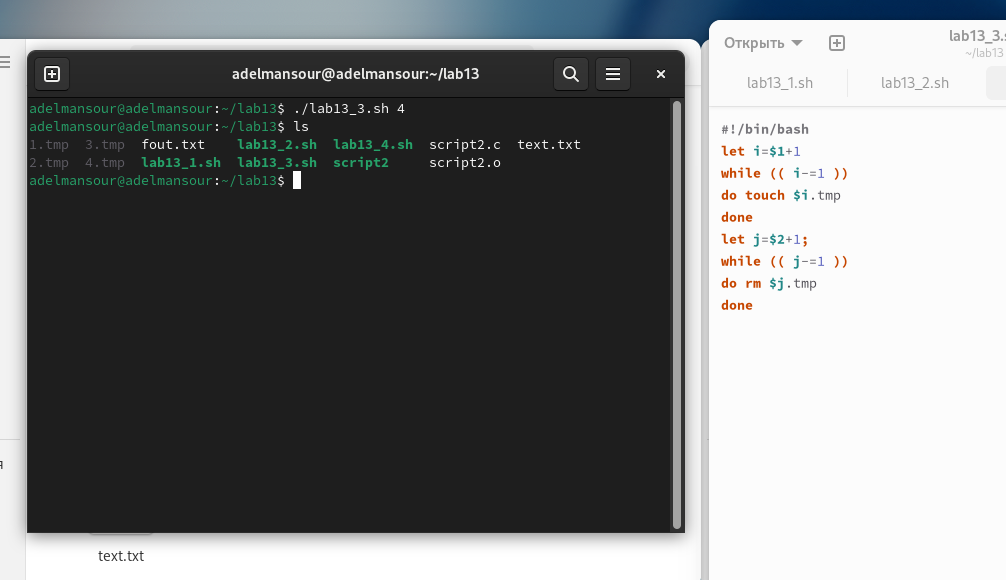 adelmansour@adelmansour:~/lab13
adelmansour@adelmansour:~/lab13$ ./lab13_3.sh 4
adelmansour@adelmansour:~/lab13$ ls
1.tmp  3.tmp  fout.txt    lab13_2.sh  lab13_4.sh  script2.c  text.txt
2.tmp  4.tmp  lab13_1.sh  lab13_3.sh  script2     script2.o
adelmansour@adelmansour:~/lab13$
text.txt
я
Открыть
lab13_3.s
~/lab13
lab13_1.sh lab13_2.sh
#!/bin/bash
let i=$1+1
while (( i-=1 ))
do touch $i.tmp
done
let j=$2+1;
while (( j-=1 ))
do rm $j.tmp
done